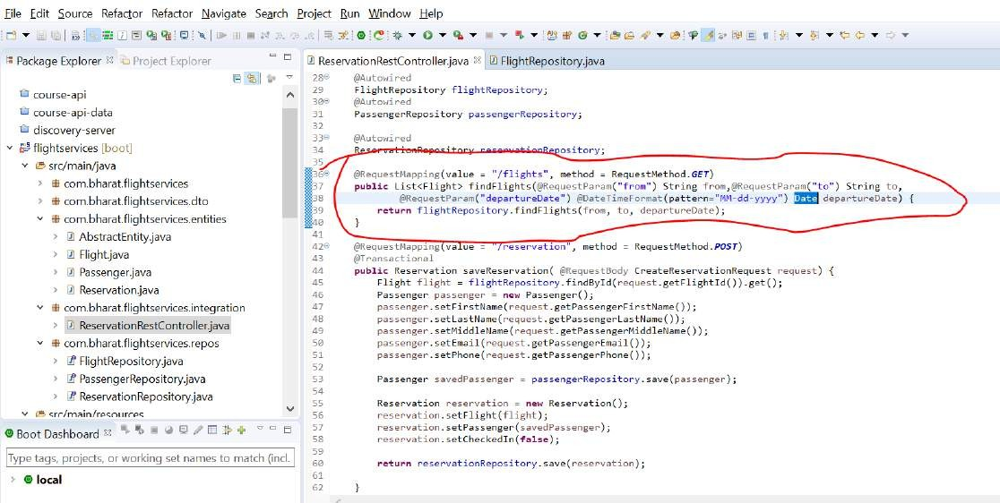 File Edit Source Refactor Refactor Navigate Search Project Run Window Help
Package Explorer Project Explorer
course-api
course-api-data
discovery-server
flightservices [boot]
src/main/java
com.bharat.flightservices
com.bharat.flightservices.dto
com.bharat.flightservices.entities
AbstractEntity.java
Flight.java
Passenger.java
Reservation.java
com.bharat.flightservices.integration
ReservationRestController.java
com.bharat.flightservices.repos
FlightRepository.java
PassengerRepository.java
ReservationRepository.java
src/main/resources
Boot Dashboard
Type tags, projects, or working set names to match (incl.
local
ReservationRestController.java FlightRepository.java
28 @Autowired
29 FlightRepository flightRepository;
30 @Autowired
31 PassengerRepository passengerRepository;
32
33 @Autowired
34 ReservationRepository reservationRepository;
35
36 @RequestMapping(value = "/flights", method = RequestMethod.GET)
37 public List<Flight> findFlights(@RequestParam("from") String from,@RequestParam("to") String to,
38 @RequestParam("departureDate") @DateTimeFormat(pattern="MM-dd-yyyy") Date departureDate) {
39 return flightRepository.findFlights(from, to, departureDate);
40 }
41
42 @RequestMapping(value = "/reservation", method = RequestMethod.POST)
43 @Transactional
44 public Reservation saveReservation( @RequestBody CreateReservationRequest request) {
45 Flight flight = flightRepository.findById(request.getFlightId()).get();
46 Passenger passenger = new Passenger();
47 passenger.setFirstName(request.getPassengerFirstName());
48 passenger.setLastName(request.getPassengerLastName());
49 passenger.setMiddleName(request.getPassengerMiddleName());
50 passenger.setEmail(request.getPassengerEmail());
51 passenger.setPhone(request.getPassengerPhone());
52
53 Passenger savedPassenger = passengerRepository.save(passenger);
54
55 Reservation reservation = new Reservation();
56 reservation.setFlight(flight);
57 reservation.setPassenger(savedPassenger);
58 reservation.setCheckedIn(false);
59
60 return reservationRepository.save(reservation);
61
62 }